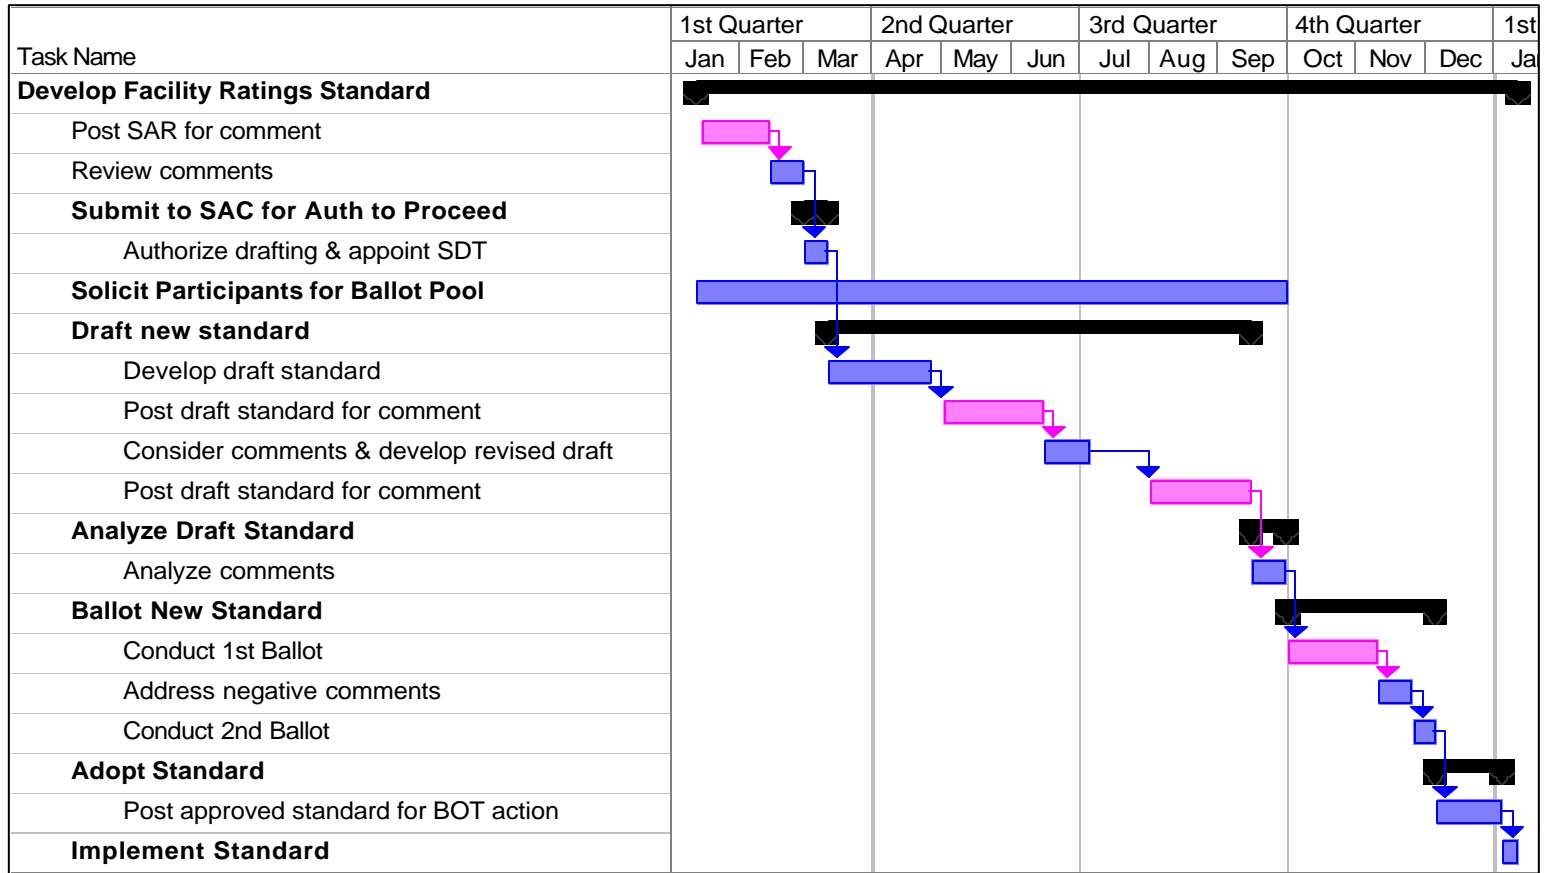 1st Quarter 2nd Quarter 3rd Quarter 4th Quarter 1st
Task Name Jan Feb Mar Apr May Jun Jul Aug Sep Oct Nov Dec Jan
Develop Facility Ratings Standard
Post SAR for comment
Review comments
Submit to SAC for Auth to Proceed
Authorize drafting & appoint SDT
Solicit Participants for Ballot Pool
Draft new standard
Develop draft standard
Post draft standard for comment
Consider comments & develop revised draft
Post draft standard for comment
Analyze Draft Standard
Analyze comments
Ballot New Standard
Conduct 1st Ballot
Address negative comments
Conduct 2nd Ballot
Adopt Standard
Post approved standard for BOT action
Implement Standard